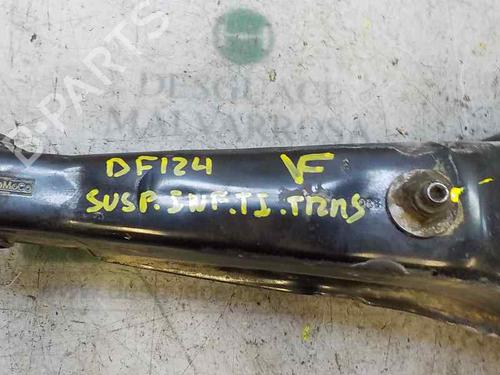 B-PARTS
DESGUACE
MALVARROSA
DF124 VF
SUSP.INF.TI.TRAS